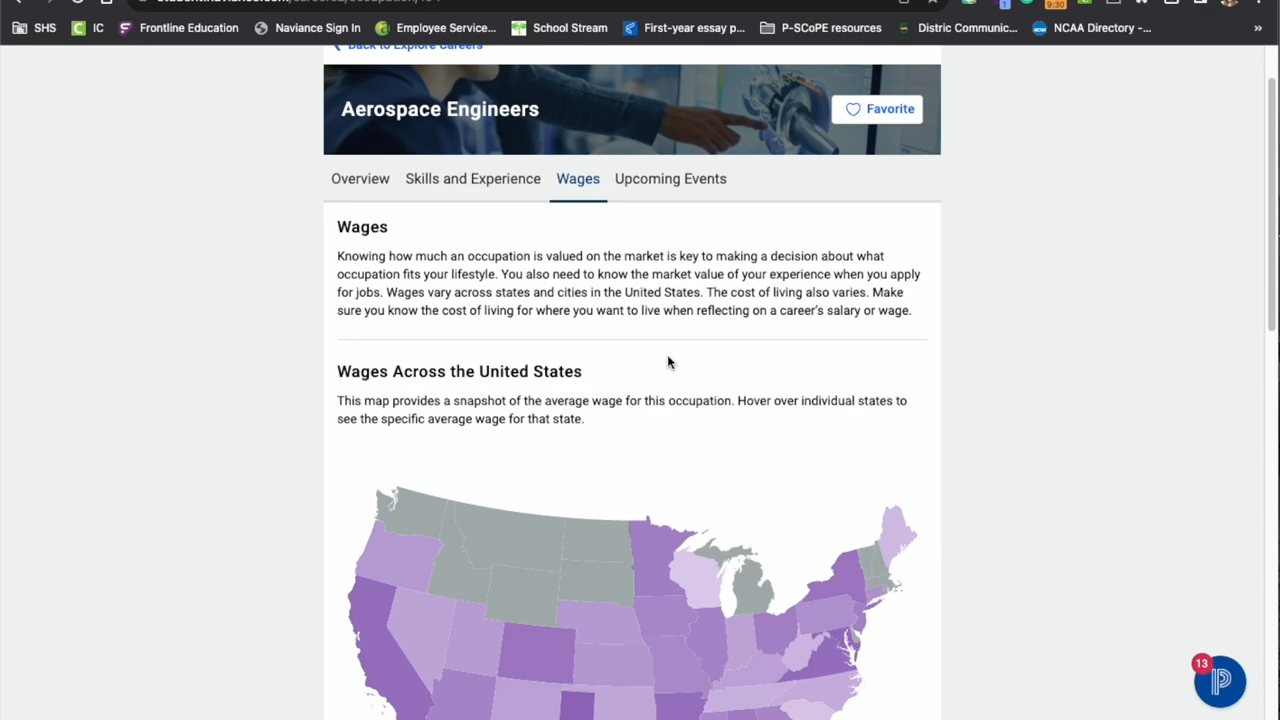 1
9:30
SHS
IC
Frontline Education
Naviance Sign In
Employee Service...
School Stream
First-year essay p...
P-SCoPE resources
Distric Communic...
NCAA Directory -...
»
Back to Explore Careers
Aerospace Engineers
Favorite
Overview
Skills and Experience
Wages
Upcoming Events
Wages
Knowing how much an occupation is valued on the market is key to making a decision about what
occupation fits your lifestyle. You also need to know the market value of your experience when you apply
for jobs. Wages vary across states and cities in the United States. The cost of living also varies. Make
sure you know the cost of living for where you want to live when reflecting on a career's salary or wage.
Wages Across the United States
This map provides a snapshot of the average wage for this occupation. Hover over individual states to
see the specific average wage for that state.
13